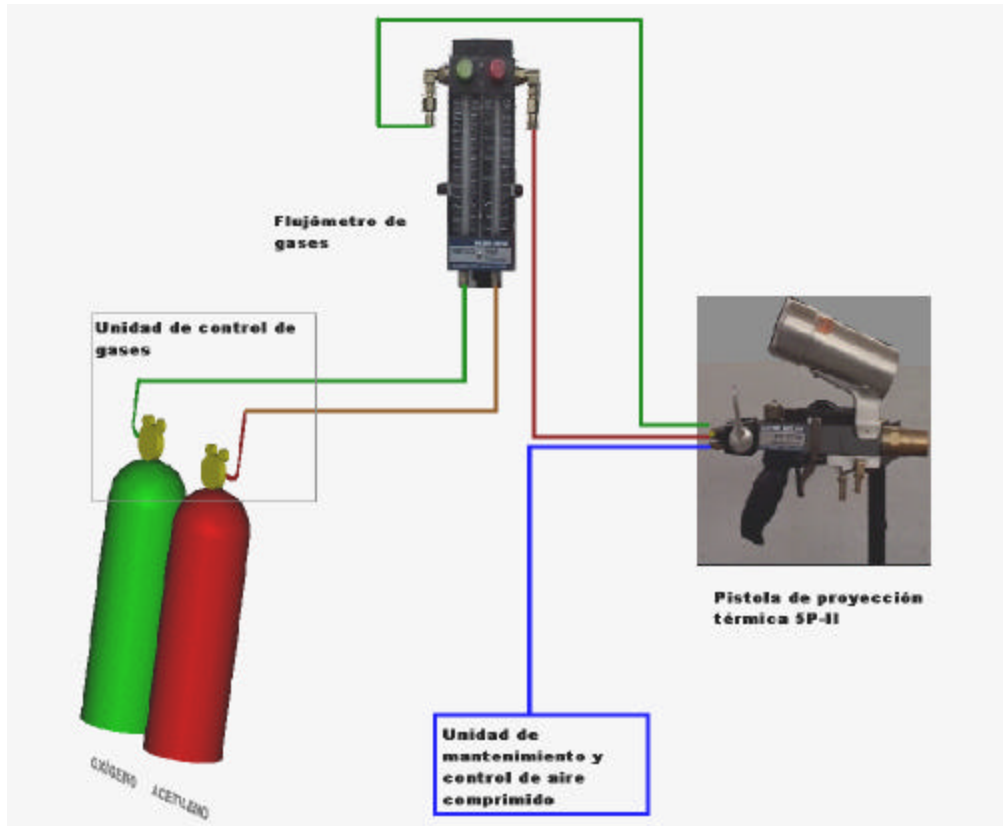 Flujómetro de
gases
Unidad de control de
gases
Pistola de proyección
térmica 5P-II
Unidad de
mantenimiento y
control de aire
comprimido
OXÍGENO
ACETILENO